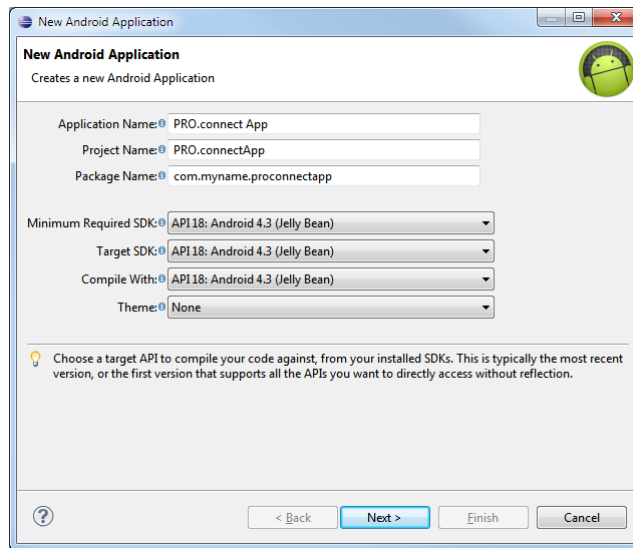 New Android Application
New Android Application
Creates a new Android Application
Application Name: PRO.connect App
Project Name: PRO.connectApp
Package Name: com.myname.proconnectapp
Minimum Required SDK: API 18: Android 4.3 (Jelly Bean)
Target SDK: API 18: Android 4.3 (Jelly Bean)
Compile With: API 18: Android 4.3 (Jelly Bean)
Theme: None
Choose a target API to compile your code against, from your installed SDKs. This is typically the most recent
version, or the first version that supports all the APIs you want to directly access without reflection.
< Back Next > Finish Cancel